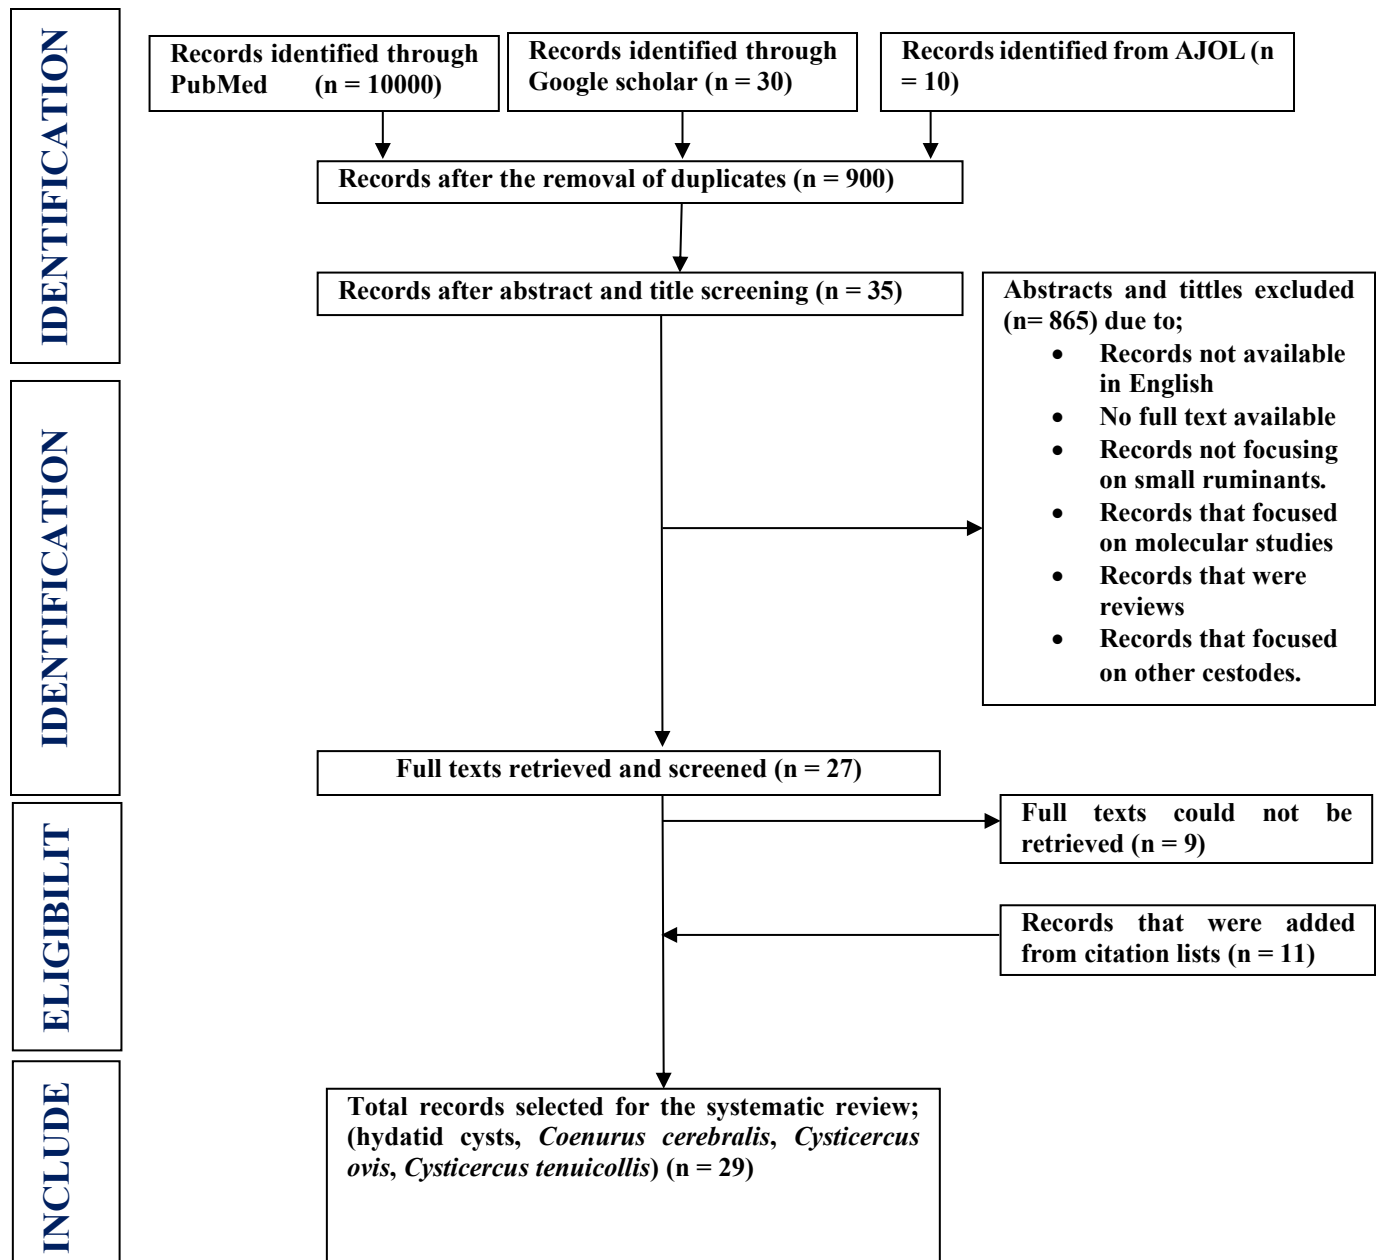 IDENTIFICATION
Records identified through
PubMed (n = 10000)
Records identified through
Google scholar (n = 30)
Records identified from AJOL (n
= 10)
Records after the removal of duplicates (n = 900)
Records after abstract and title screening (n = 35)
Abstracts and tittles excluded
(n= 865) due to;
• Records not available
in English
• No full text available
• Records not focusing
on small ruminants.
• Records that focused
on molecular studies
• Records that were
reviews
• Records that focused
on other cestodes.
IDENTIFICATION
Full texts retrieved and screened (n = 27)
ELIGIBILIT
Full texts could not be
retrieved (n = 9)
Records that were added
from citation lists (n = 11)
INCLUDE
Total records selected for the systematic review;
(hydatid cysts, Coenurus cerebralis, Cysticercus
ovis, Cysticercus tenuicollis) (n = 29)